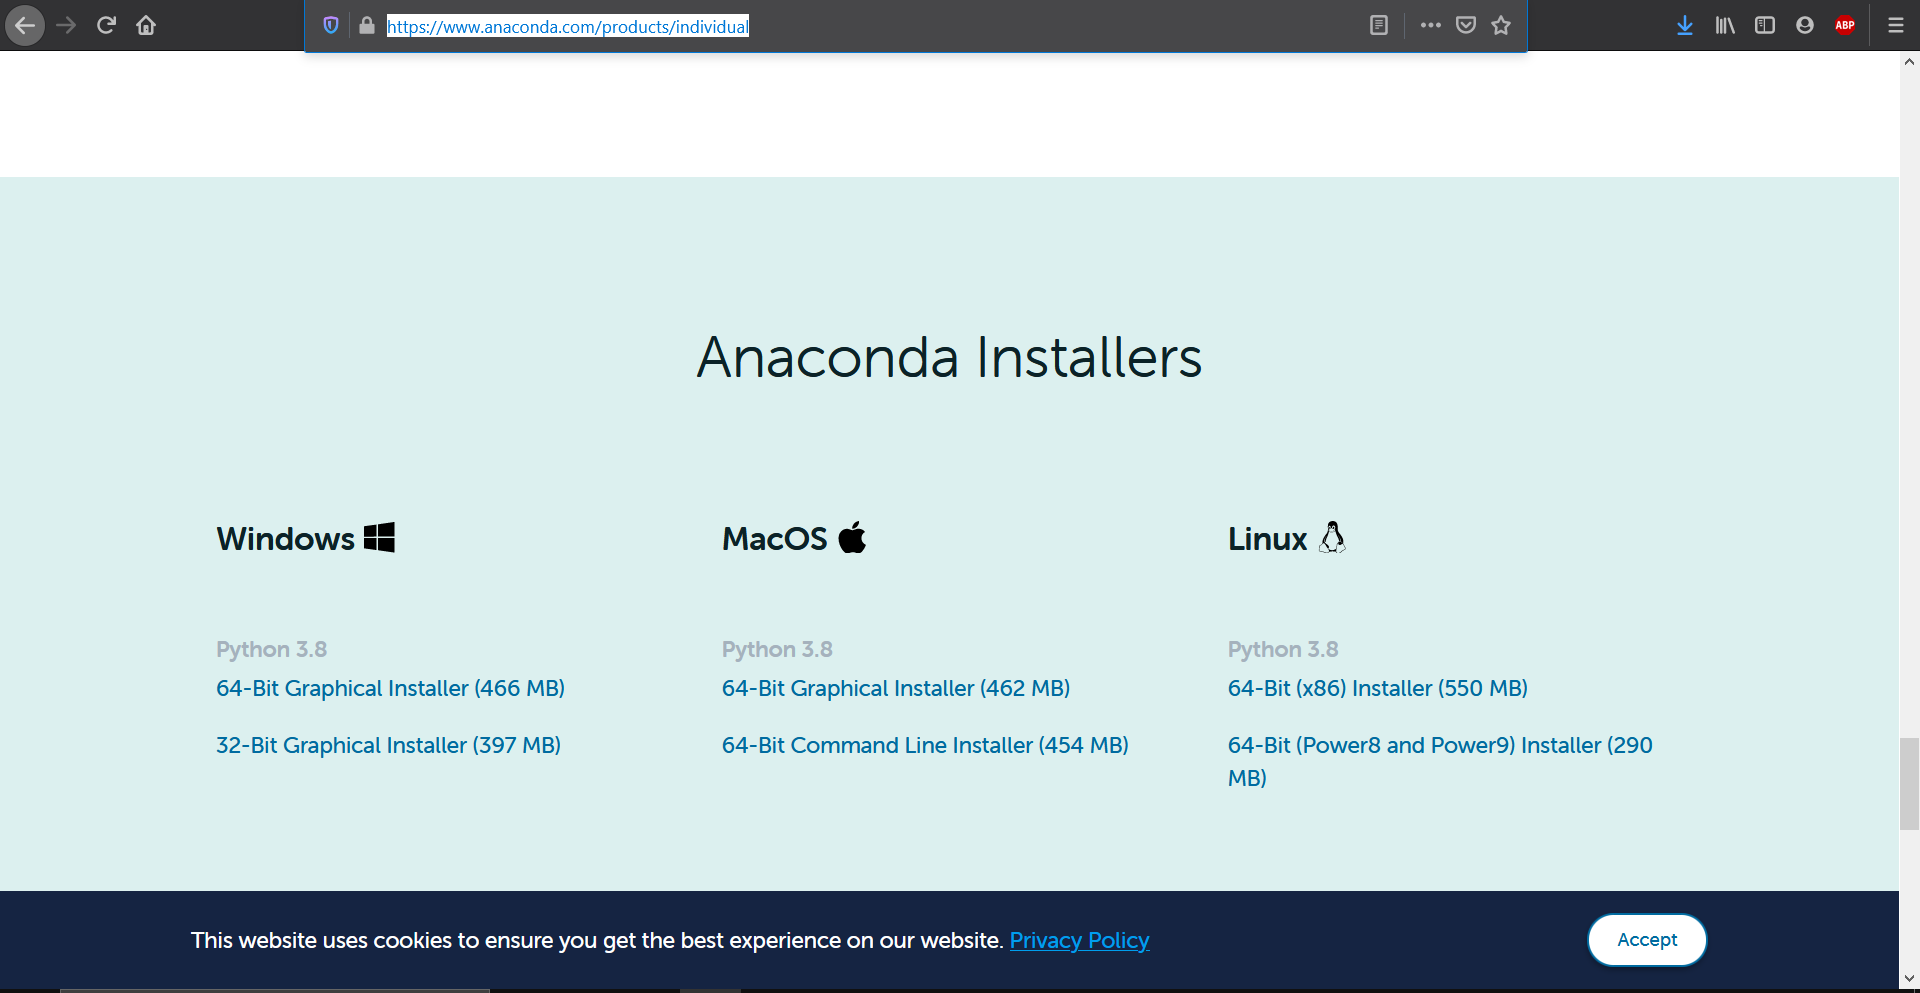 https://www.anaconda.com/products/individual
ABP
Anaconda Installers
Windows
MacOS
Linux
Python 3.8
64-Bit Graphical Installer (466 MB)
32-Bit Graphical Installer (397 MB)
Python 3.8
64-Bit Graphical Installer (462 MB)
64-Bit Command Line Installer (454 MB)
Python 3.8
64-Bit (x86) Installer (550 MB)
64-Bit (Power8 and Power9) Installer (290
MB)
This website uses cookies to ensure you get the best experience on our website. Privacy Policy
Accept